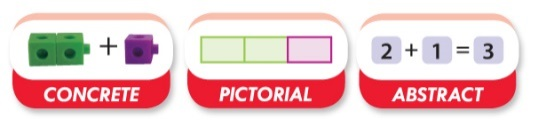 +
2 + 1 = 3
CONCRETE
PICTORIAL
ABSTRACT